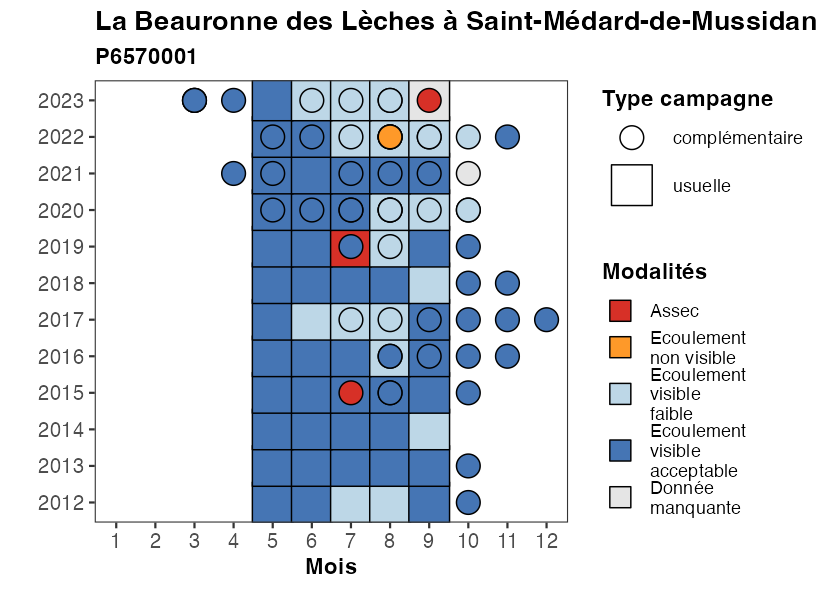 La Beauronne des Lèches à Saint-Médard-de-Mussidan
P6570001
2023
2022
2021
2020
2019
2018
2017
2016
2015
2014
2013
2012
1 2 3 4 5 6 7 8 9 10 11 12
Mois
Type campagne
complémentaire
usuelle
Modalités
Assec
Ecoulement
non visible
Ecoulement
visible
faible
Ecoulement
visible
acceptable
Donnée
manquante